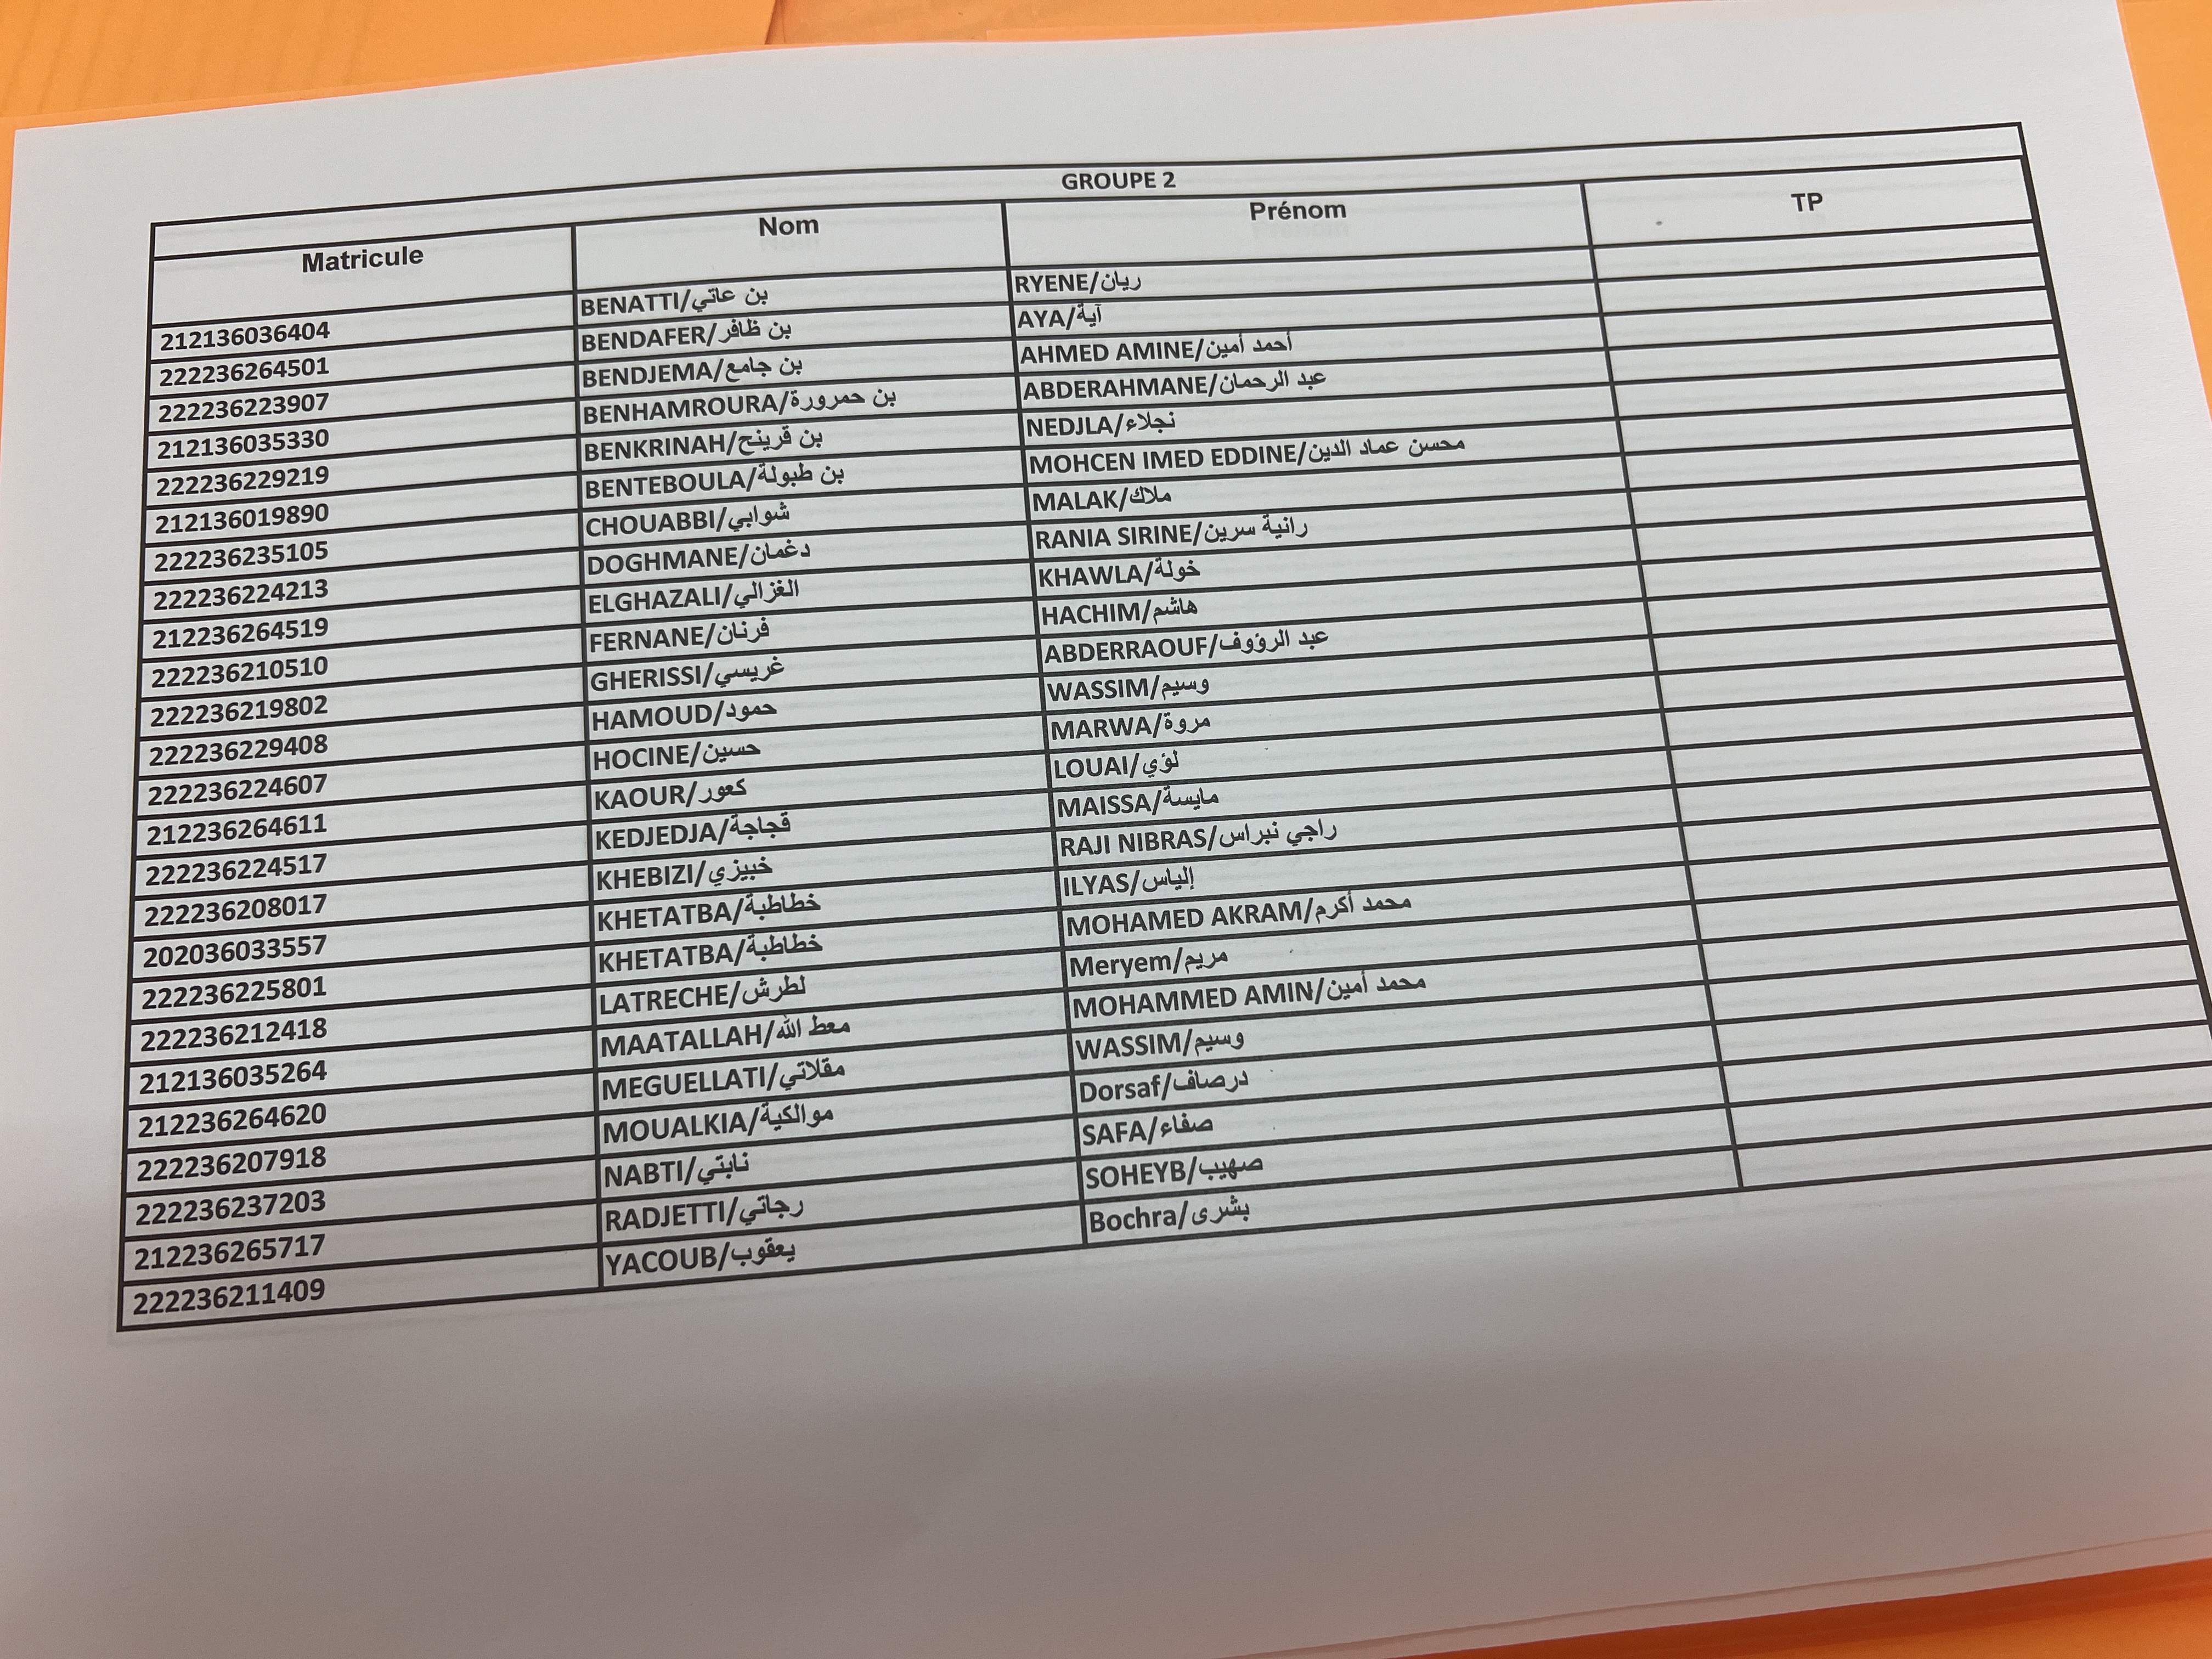 GROUPE 2
Matricule Nom Prénom TP
212136036404 BENATTI/بن عاتي RYENE/ريان
222236264501 BENDAFER/بن ظافر AYA/آية
222236223907 BENDJEMA/بن جامع AHMED AMINE/أحمد أمين
212136035330 BENHAMROURA/بن حمرورة ABDERAHMANE/عبد الرحمان
222236229219 BENKRINAH/بن قرينح NEDJLA/نجلاء
212136019890 BENTEBOULA/بن طبولة MOHCEN IMED EDDINE/محسن عماد الدين
222236235105 CHOUABBI/شوابي MALAK/ملاك
222236224213 DOGHMANE/دغمان RANIA SIRINE/رانية سرين
212236264519 ELGHAZALI/الغزالي KHAWLA/خولة
222236210510 FERNANE/فرنان HACHIM/هاشم
222236219802 GHERISSI/غريسي ABDERRAOUF/عبد الرؤوف
222236229408 HAMOUD/حمود WASSIM/وسيم
222236224607 HOCINE/حسين MARWA/مروة
212236264611 KAOUR/كعور LOUAI/لؤي
222236224517 KEDJEDJA/قجاجة MAISSA/مايسة
222236208017 KHEBIZI/خبيزي RAJI NIBRAS/راجي نبراس
202036033557 KHETATBA/خطاطبة ILYAS/الياس
222236225801 KHETATBA/خطاطبة MOHAMED AKRAM/محمد أكرم
222236212418 LATRECHE/لطرش Meryem/مريم
212136035264 MAATALLAH/معط الله MOHAMMED AMIN/محمد أمين
212236264620 MEGUELLATI/مقلاتي WASSIM/وسيم
222236207918 MOUALKIA/موالكية Dorsaf/درصاف
222236237203 NABTI/نابتي SAFA/صفاء
212236265717 RADJETTI/رجاتي SOHEYB/صهيب
222236211409 YACOUB/يعقوب Bochra/بشرى